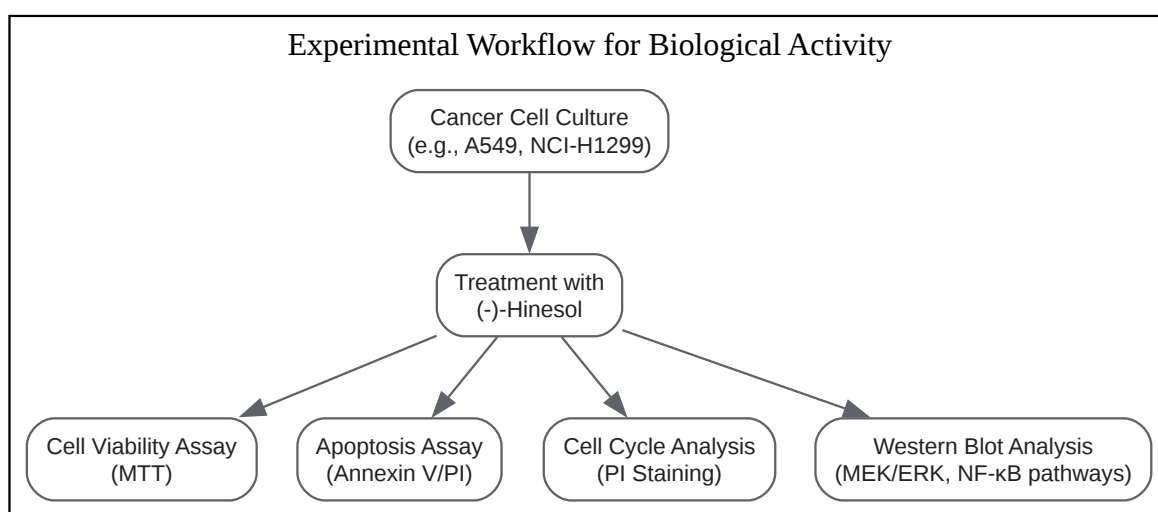 Experimental Workflow for Biological Activity
Cancer Cell Culture
(e.g., A549, NCI-H1299)
Treatment with
(-)-Hinesol
Cell Viability Assay
(MTT)
Apoptosis Assay
(Annexin V/PI)
Cell Cycle Analysis
(PI Staining)
Western Blot Analysis
(MEK/ERK, NF-κB pathways)